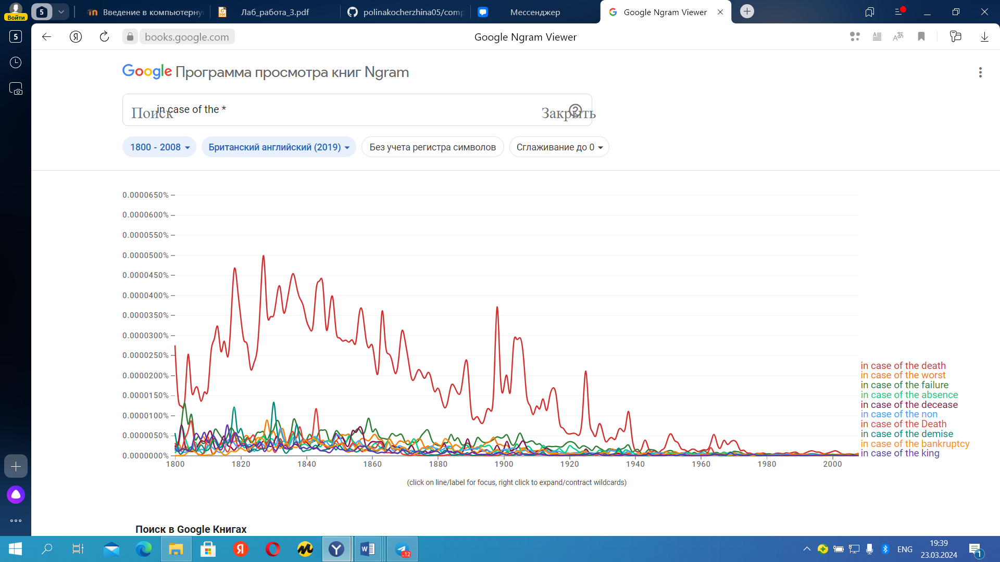 Войти
5
Введение в компьютерну
Лаб_работа_3.pdf
polinakocherzhina05/comp
Мессенджер
Google Ngram Viewer
5
books.google.com
Google Ngram Viewer
Google Программа просмотра книг Ngram
in case of the *
Поиск
Закрыть
1800 - 2008
Британский английский (2019)
Без учета регистра символов
Сглаживание до 0
0.0000650%
0.0000600%
0.0000550%
0.0000500%
0.0000450%
0.0000400%
0.0000350%
0.0000300%
0.0000250%
0.0000200%
0.0000150%
0.0000100%
0.0000050%
0.0000000%
1800 1820 1840 1860 1880 1900 1920 1940 1960 1980 2000
in case of the death
in case of the worst
in case of the failure
in case of the absence
in case of the decease
in case of the non
in case of the Death
in case of the demise
in case of the bankruptcy
in case of the king
(click on line/label for focus, right click to expand/contract wildcards)
Поиск в Google Книгах
..12
ENG
19:39
23.03.2024
1